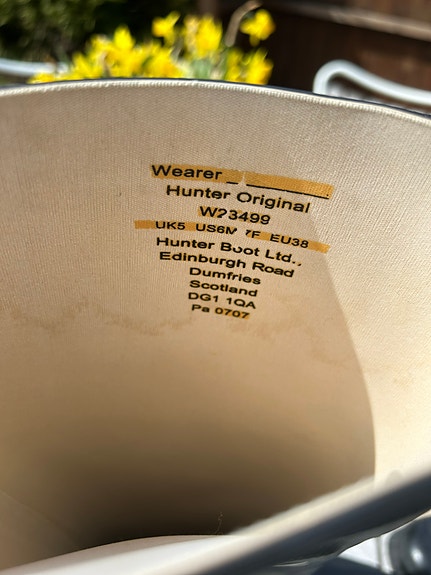 Wearer _ ________
Hunter Original
W23499
UK5 US6M 7F EU38
Hunter Boot Ltd.,
Edinburgh Road
Dumfries
Scotland
DG1 1QA
Pa 0707